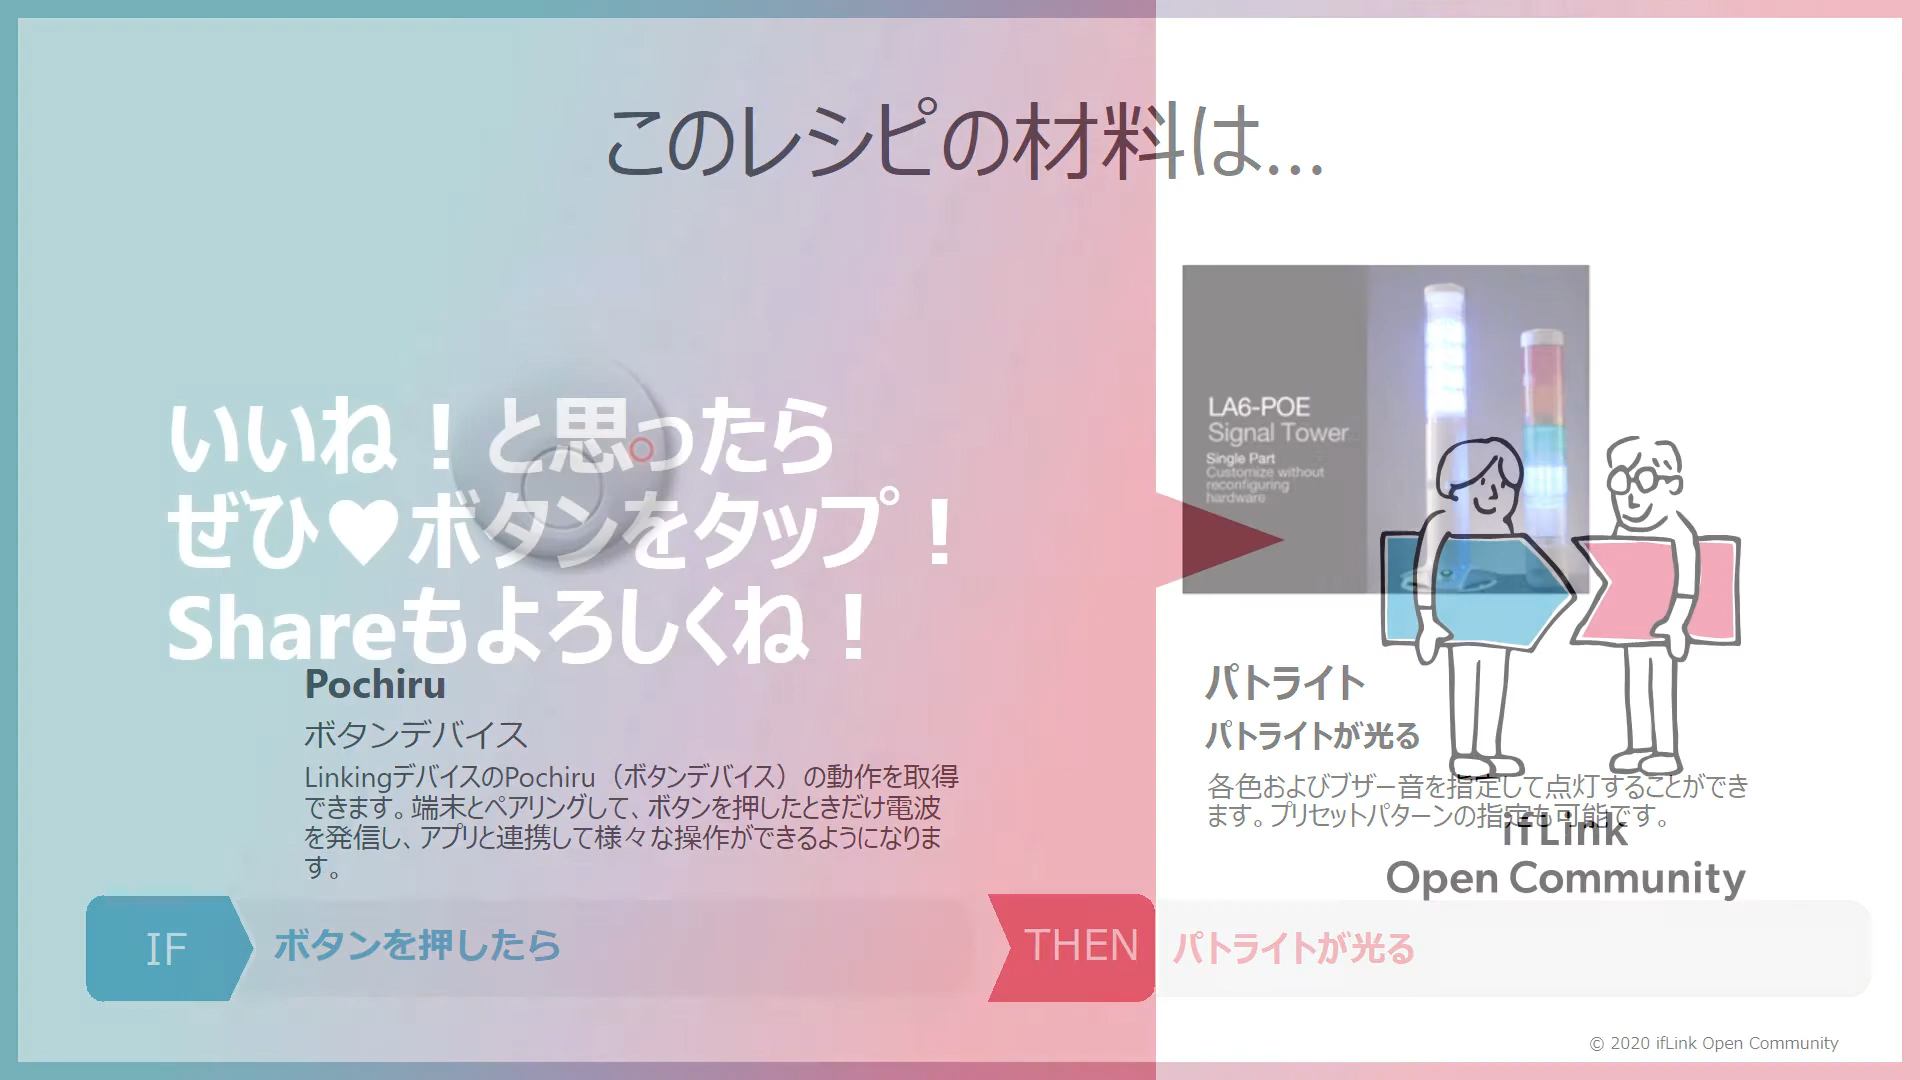 このレシピの材料は...
いいね！と思ったら
ぜひ♥ボタンをタップ！
Shareもよろしくね！
LA6-POE
Signal Tower
Single Part
Customize without
reconfiguring
hardware
Pochiru
ボタンデバイス
LinkingデバイスのPochiru（ボタンデバイス）の動作を取得
できます。端末とペアリングして、ボタンを押したときだけ電波
を発信し、アプリと連携して様々な操作ができるようになりま
す。
パトライト
パトライトが光る
各色およびブザー音を指定して点灯することができ
ます。プリセットパターンの指定も可能です。
ifLink
Open Community
IF
ボタンを押したら
THEN
パトライトが光る
© 2020 ifLink Open Community